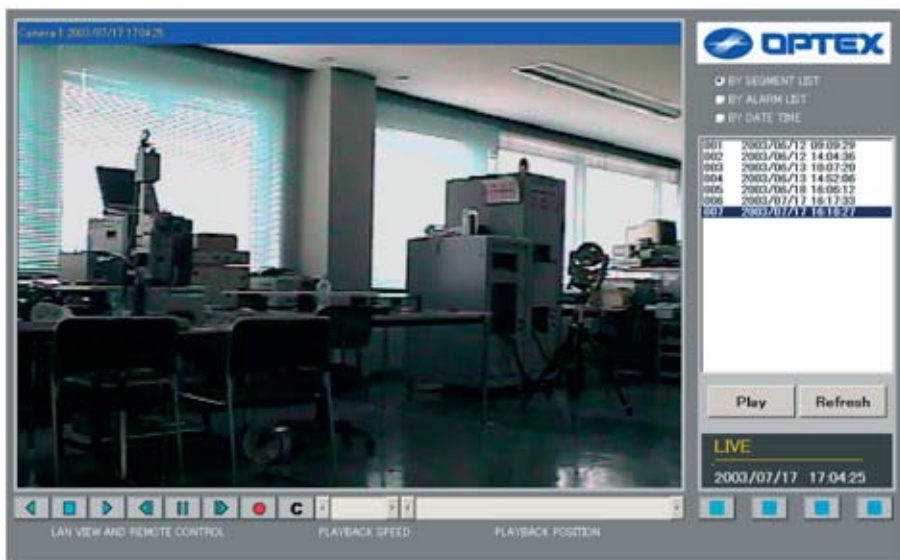 Camera 1 2003/07/17 17:04:25
OPTEX
BY SEGMENT LIST
BY ALARM LIST
BY DATE TIME
001 2003/06/12 09:09:29
002 2003/06/12 14:04:36
003 2003/06/13 10:07:20
004 2003/06/13 14:52:06
005 2003/06/18 16:06:12
006 2003/07/17 16:17:33
007 2003/07/17 16:18:27
Play Refresh
LIVE
2003/07/17 17:04:25
C
LAN VIEW AND REMOTE CONTROL PLAYBACK SPEED PLAYBACK POSITION